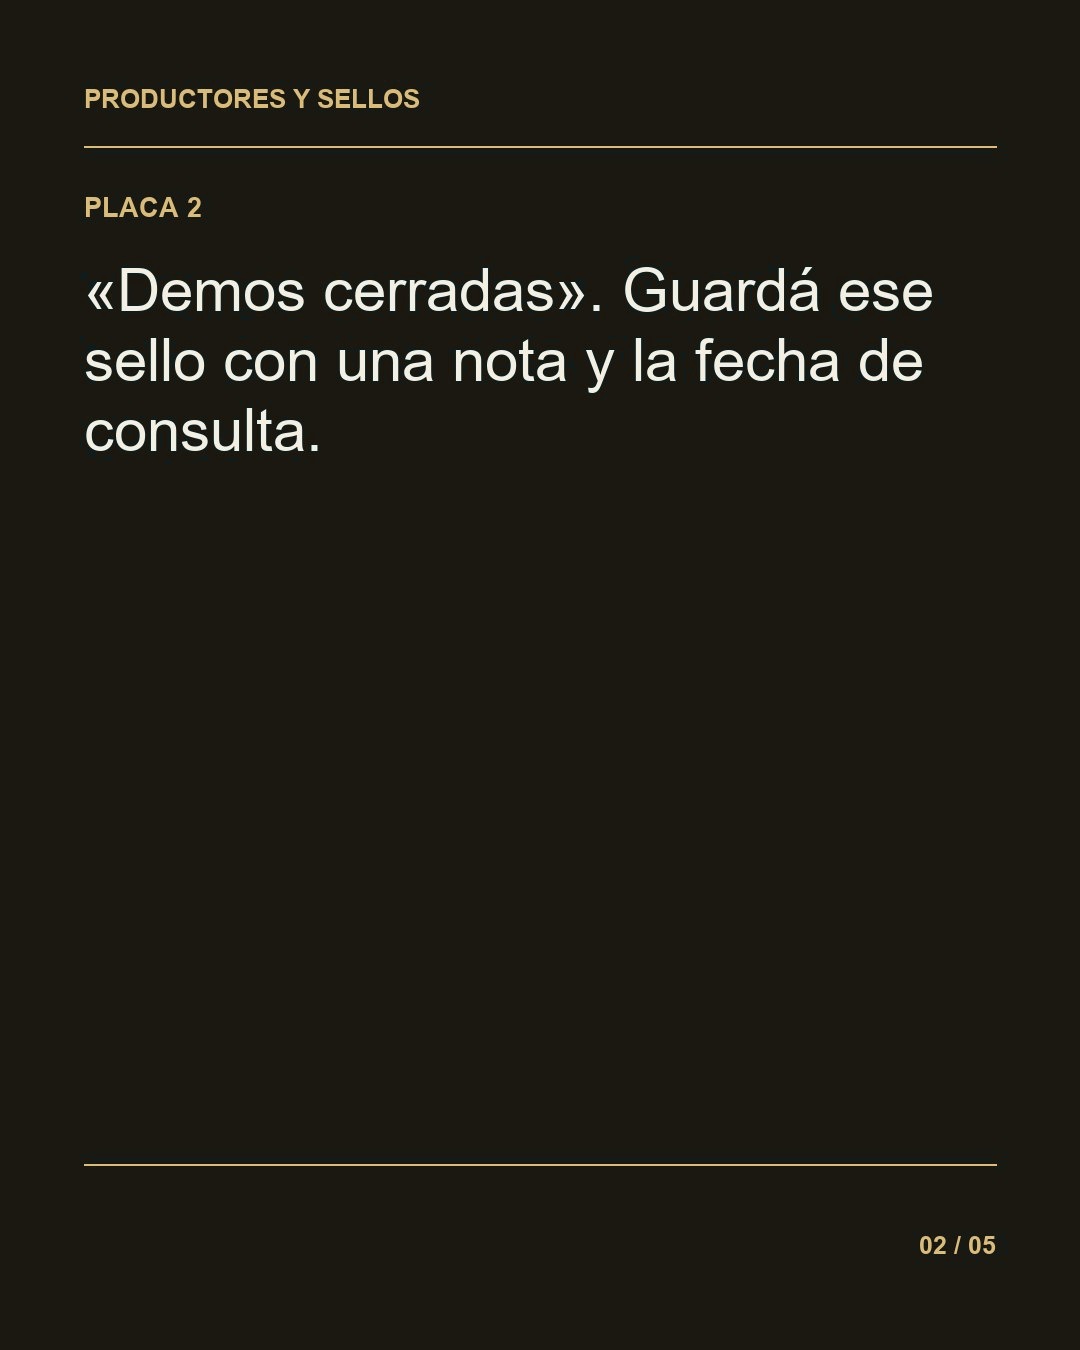 PRODUCTORES Y SELLOS
PLACA 2
«Demos cerradas». Guardá ese
sello con una nota y la fecha de
consulta.
02 / 05